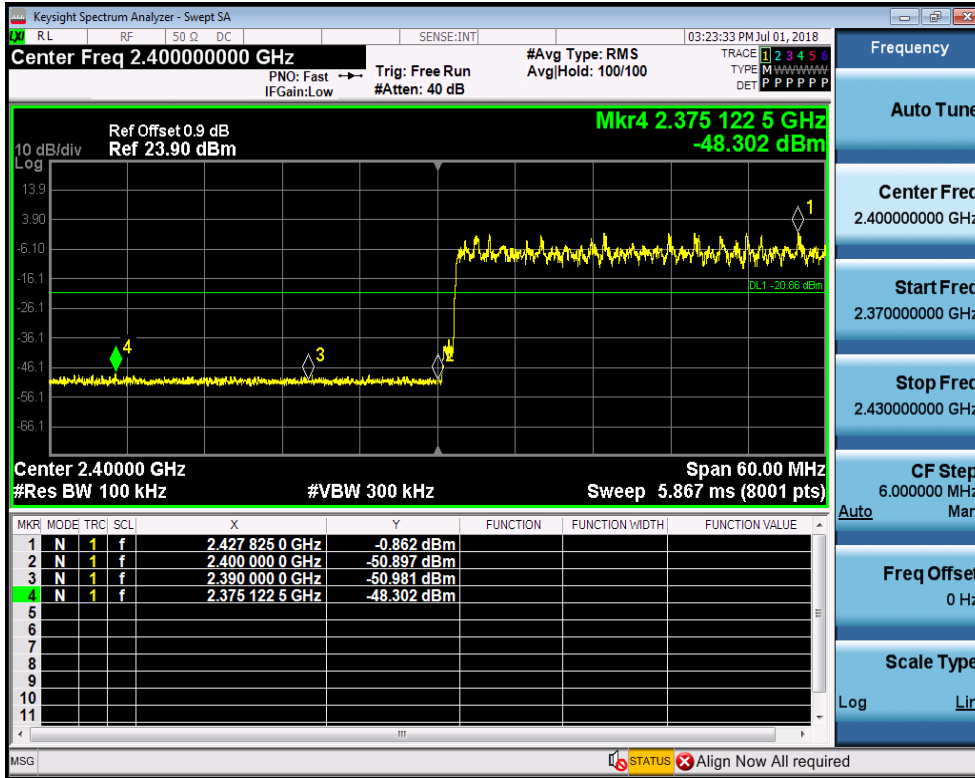 Keysight Spectrum Analyzer - Swept SA
LXI RL RF 50 Ω DC SENSE:INT 03:23:33 PM Jul 01, 2018
Center Freq 2.400000000 GHz
PNO: Fast
IFGain:Low
Trig: Free Run
#Atten: 40 dB
#Avg Type: RMS
Avg|Hold: 100/100
TRACE 1 2 3 4 5 6
TYPE M W W W W W
DET P P P P P P
Mkr4 2.375 122 5 GHz
-48.302 dBm
Ref Offset 0.9 dB
10 dB/div Ref 23.90 dBm
Log
13.9
3.90
-6.10
-16.1
-26.1
-36.1
-46.1
-56.1
-66.1
1
DL1 -20.86 dBm
4
3
2
Center 2.40000 GHz Span 60.00 MHz
#Res BW 100 kHz #VBW 300 kHz Sweep 5.867 ms (8001 pts)
MKR MODE TRC SCL X Y FUNCTION FUNCTION WIDTH FUNCTION VALUE
1 N 1 f 2.427 825 0 GHz -0.862 dBm
2 N 1 f 2.400 000 0 GHz -50.897 dBm
3 N 1 f 2.390 000 0 GHz -50.981 dBm
4 N 1 f 2.375 122 5 GHz -48.302 dBm
5
6
7
8
9
10
11
MSG STATUS Align Now All required
Frequency
Auto Tune
Center Freq
2.400000000 GHz
Start Freq
2.370000000 GHz
Stop Freq
2.430000000 GHz
CF Step
6.000000 MHz
Auto Man
Freq Offset
0 Hz
Scale Type
Log Lin